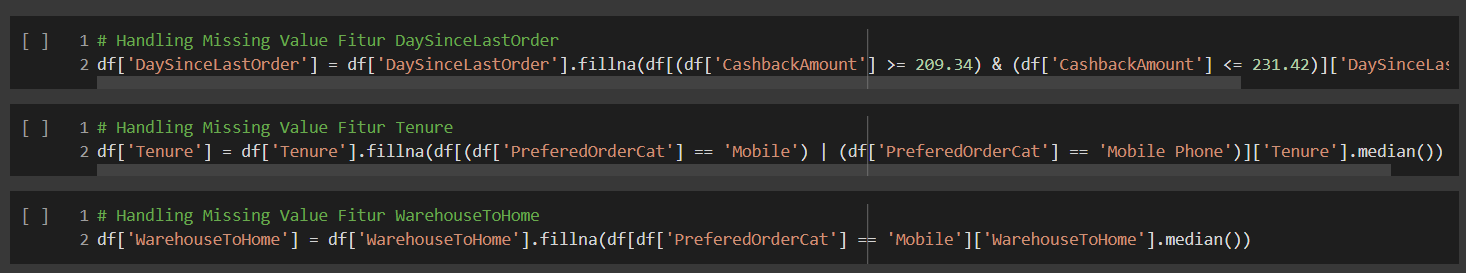 [ ] 1 # Handling Missing Value Fitur DaySinceLastOrder
2 df['DaySinceLastOrder'] = df['DaySinceLastOrder'].fillna(df[(df['CashbackAmount'] >= 209.34) & (df['CashbackAmount'] <= 231.42)]['DaySinceLas
[ ] 1 # Handling Missing Value Fitur Tenure
2 df['Tenure'] = df['Tenure'].fillna(df[(df['PreferedOrderCat'] == 'Mobile') | (df['PreferedOrderCat'] == 'Mobile Phone')]['Tenure'].median())
[ ] 1 # Handling Missing Value Fitur WarehouseToHome
2 df['WarehouseToHome'] = df['WarehouseToHome'].fillna(df[df['PreferedOrderCat'] == 'Mobile']['WarehouseToHome'].median())